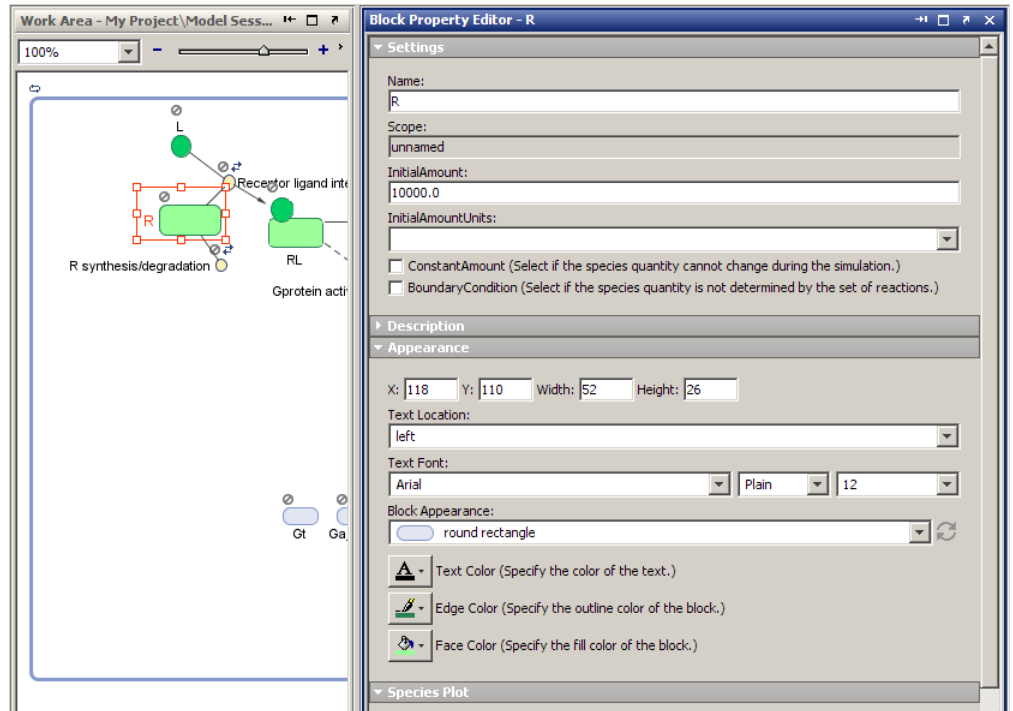 Work Area - My Project\Model Sess...
100%
L
Receptor ligand inte
R
RL
R synthesis/degradation
Gprotein activ
Gt
Ga
Block Property Editor - R
Settings
Name:
R
Scope:
unnamed
InitialAmount:
10000.0
InitialAmountUnits:
ConstantAmount (Select if the species quantity cannot change during the simulation.)
BoundaryCondition (Select if the species quantity is not determined by the set of reactions.)
Description
Appearance
X: 118 Y: 110 Width: 52 Height: 26
Text Location:
left
Text Font:
Arial Plain 12
Block Appearance:
round rectangle
A Text Color (Specify the color of the text.)
Edge Color (Specify the outline color of the block.)
Face Color (Specify the fill color of the block.)
Species Plot